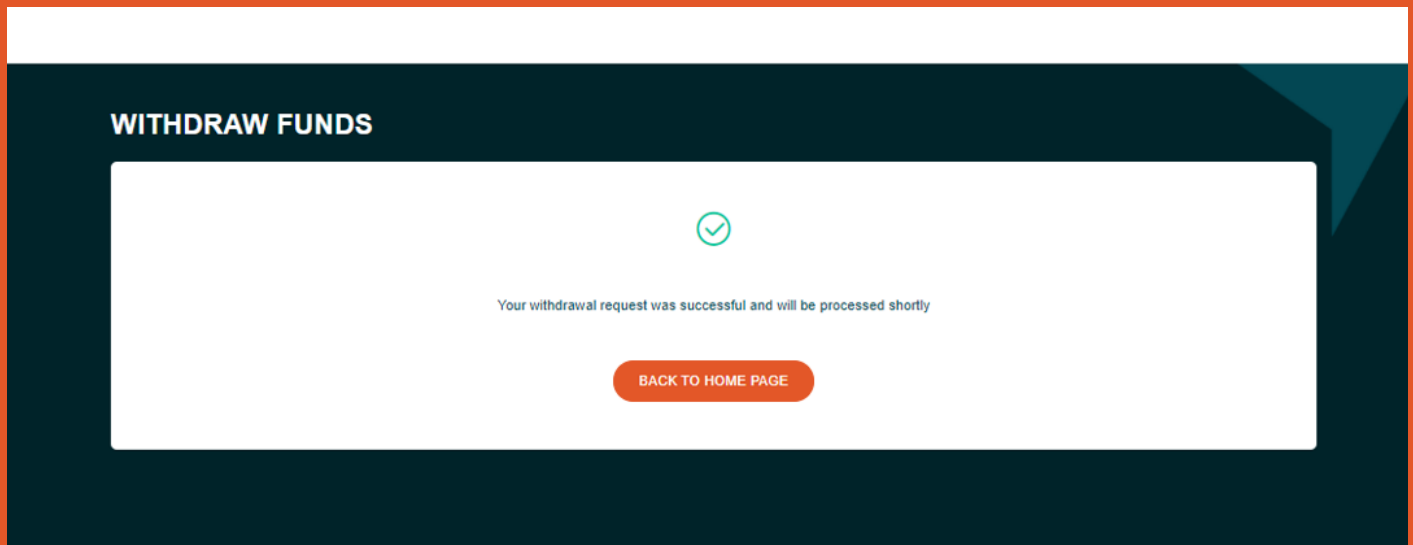 WITHDRAW FUNDS
Your withdrawal request was successful and will be processed shortly
BACK TO HOME PAGE